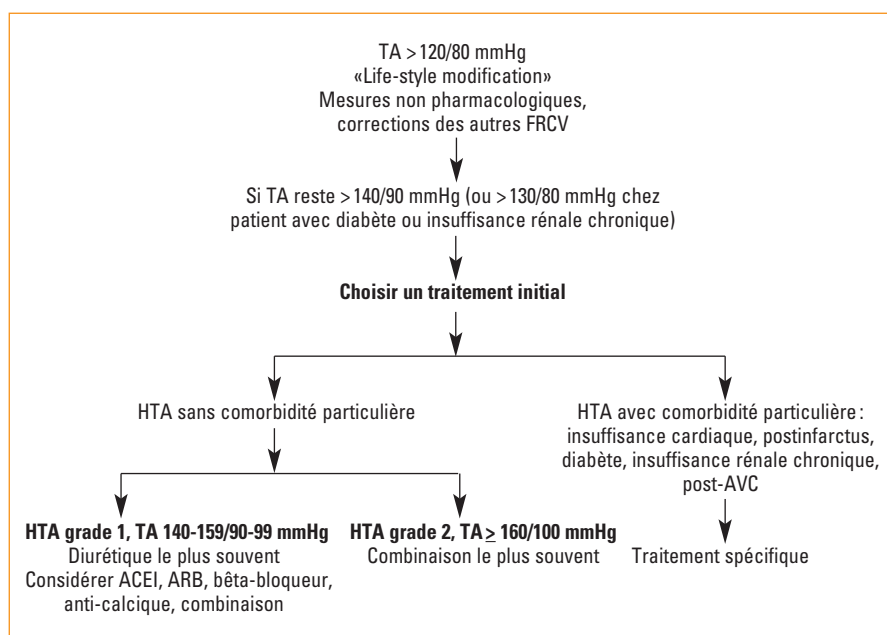 TA > 120/80 mmHg
«Life-style modification»
Mesures non pharmacologiques,
corrections des autres FRCV
Si TA reste > 140/90 mmHg (ou > 130/80 mmHg chez
patient avec diabète ou insuffisance rénale chronique)
Choisir un traitement initial
HTA sans comorbidité particulière
HTA avec comorbidité particulière :
insuffisance cardiaque, postinfarctus,
diabète, insuffisance rénale chronique,
post-AVC
HTA grade 1, TA 140-159/90-99 mmHg
Diurétique le plus souvent
Considérer ACEI, ARB, bêta-bloqueur,
anti-calcique, combinaison
HTA grade 2, TA ≥ 160/100 mmHg
Combinaison le plus souvent
Traitement spécifique